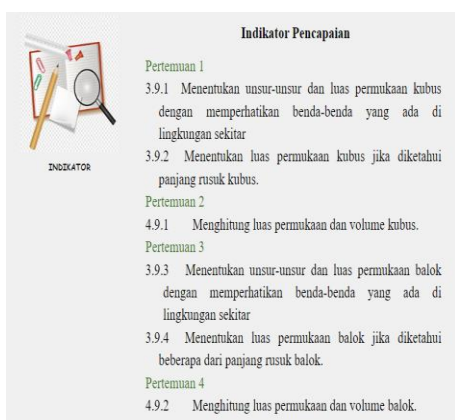 Indikator Pencapaian
Pertemuan 1
3.9.1 Menentukan unsur-unsur dan luas permukaan kubus
dengan memperhatikan benda-benda yang ada di
lingkungan sekitar
3.9.2 Menentukan luas permukaan kubus jika diketahui
panjang rusuk kubus.
INDIKATOR
Pertemuan 2
4.9.1 Menghitung luas permukaan dan volume kubus.
Pertemuan 3
3.9.3 Menentukan unsur-unsur dan luas permukaan balok
dengan memperhatikan benda-benda yang ada di
lingkungan sekitar
3.9.4 Menentukan luas permukaan balok jika diketahui
beberapa dari panjang rusuk balok.
Pertemuan 4
4.9.2 Menghitung luas permukaan dan volume balok.